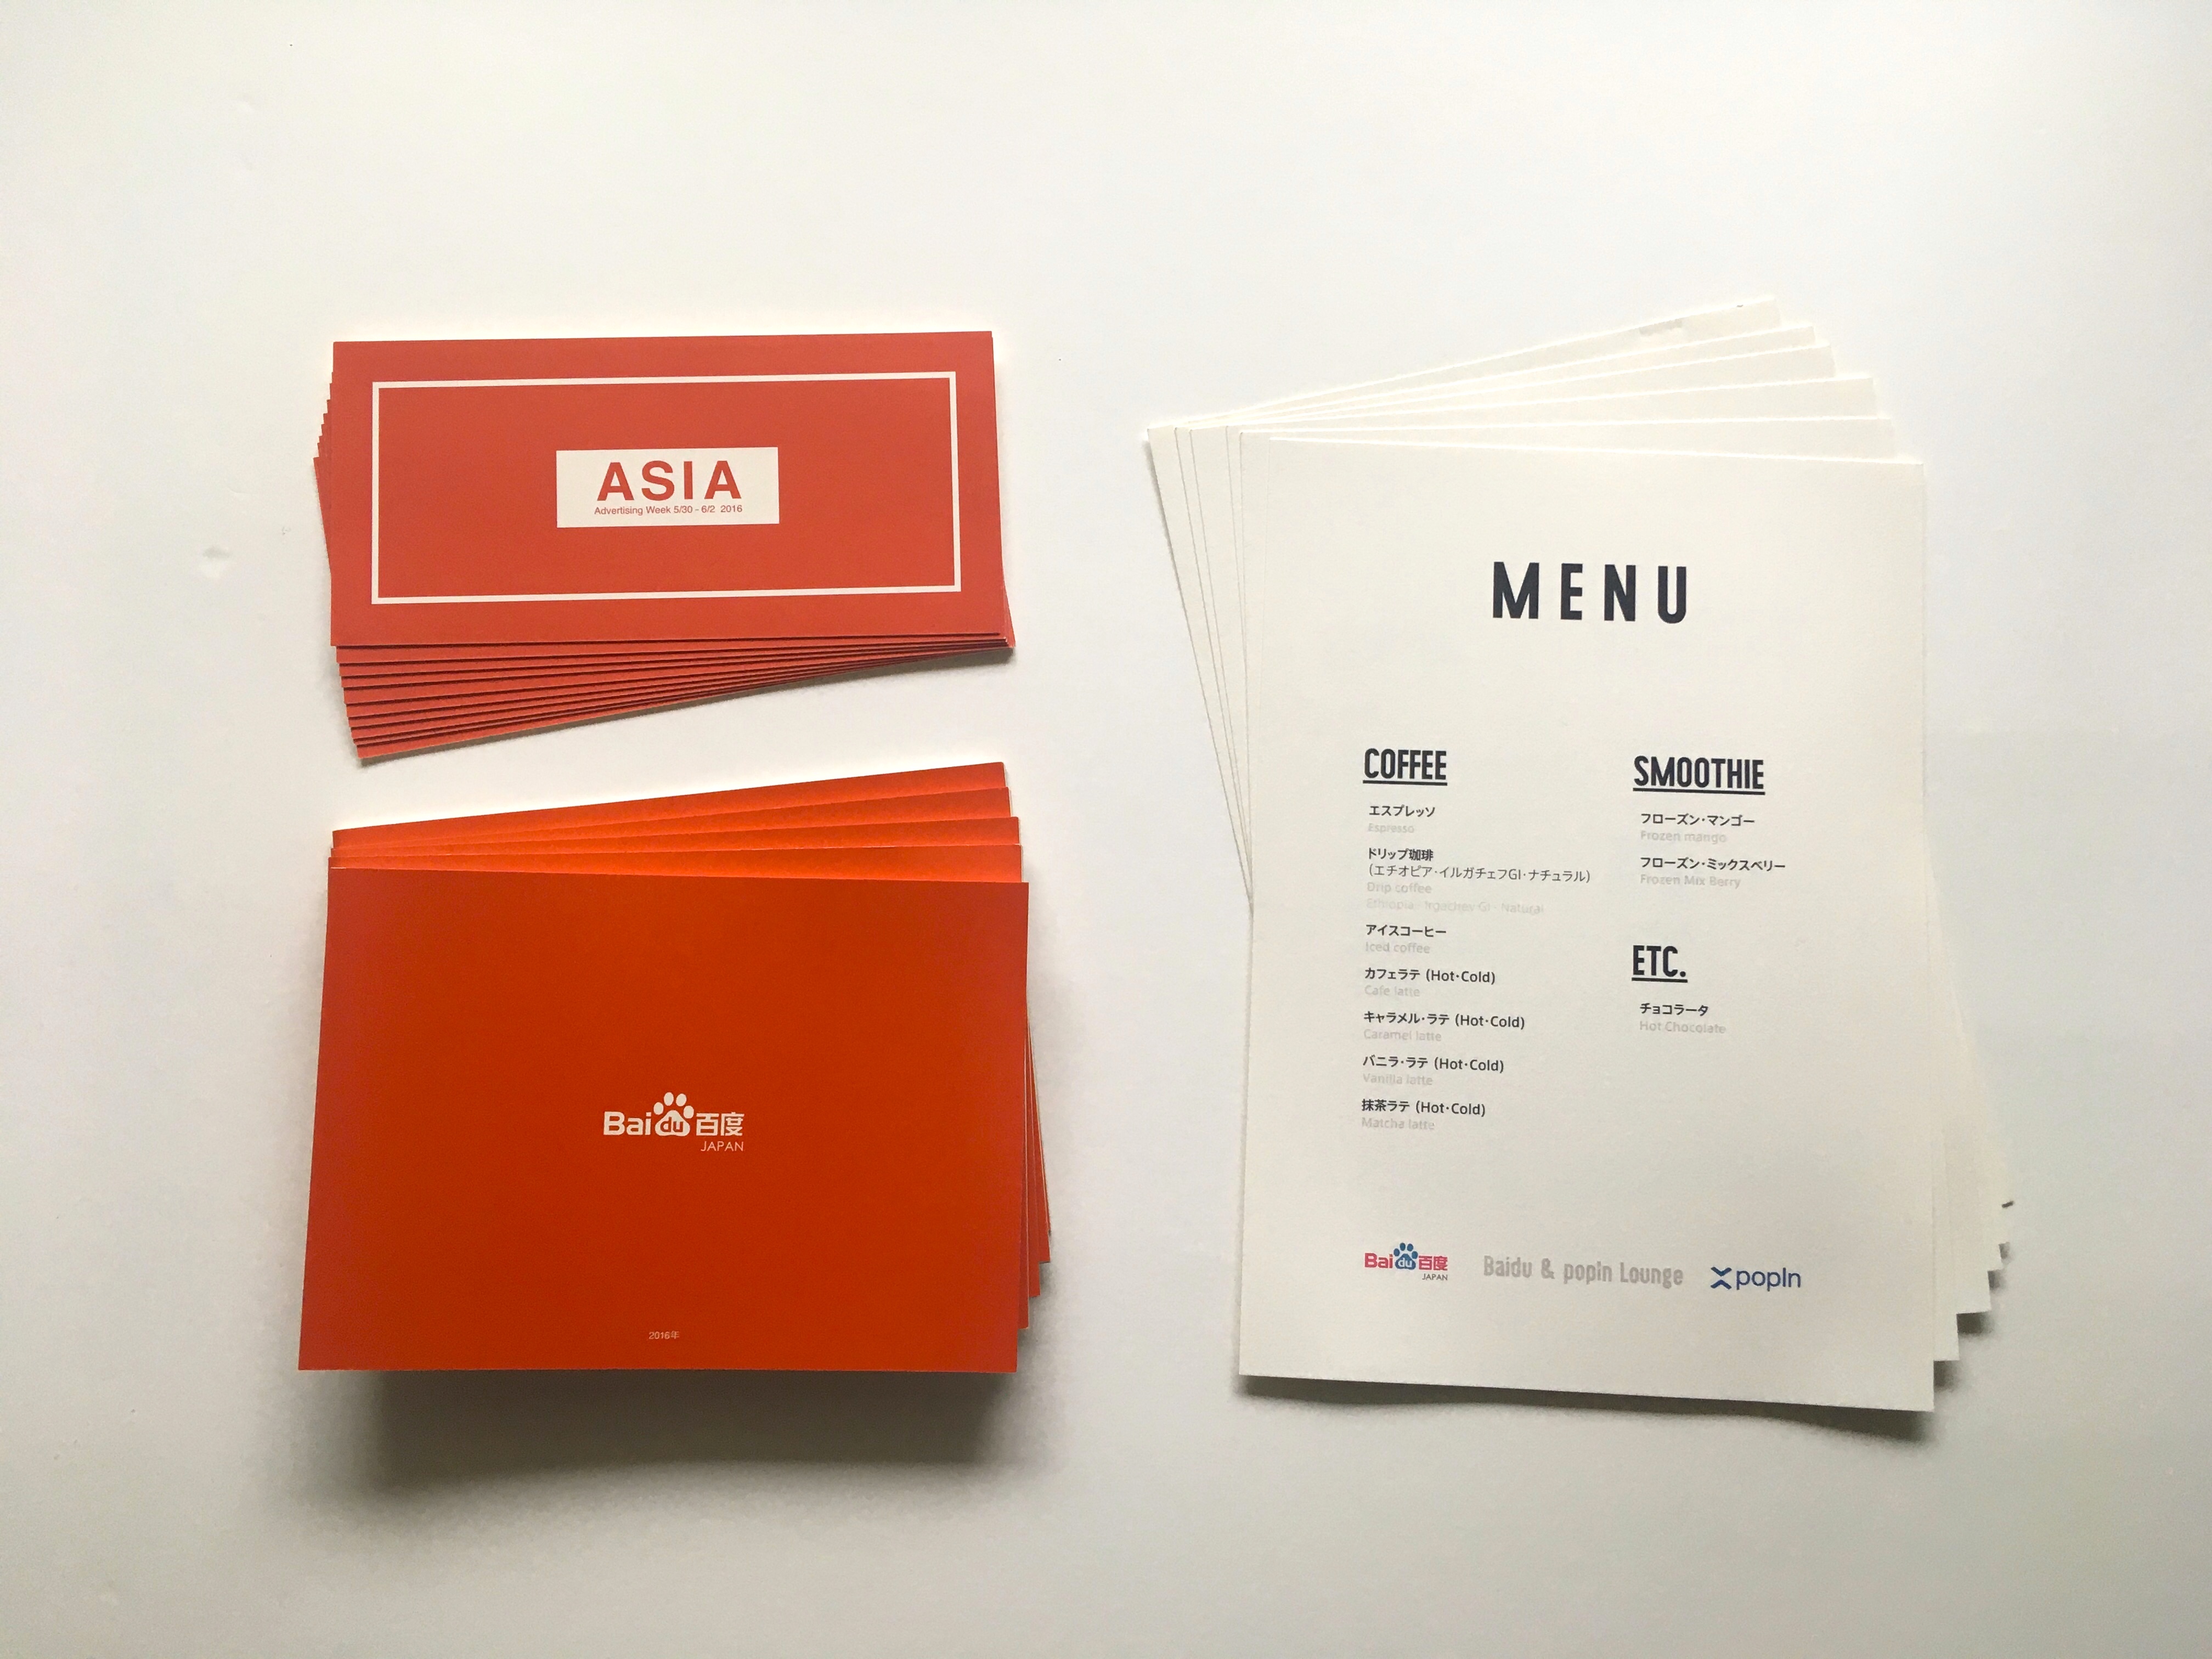 ASIA
Advertising Week 5/30 - 6/2 2016
Baidu百度
JAPAN
2016年
MENU
COFFEE
エスプレッソ
Espresso
ドリップ珈琲
(エチオピア・イルガチェフGI・ナチュラル)
Drip coffee
Ethiopia · Irgachev GI · Natural
アイスコーヒー
Iced coffee
カフェラテ (Hot・Cold)
Cafe latte
キャラメル・ラテ (Hot・Cold)
Caramel latte
バニラ・ラテ (Hot・Cold)
Vanilla latte
抹茶ラテ (Hot・Cold)
Matcha latte
SMOOTHIE
フローズン・マンゴー
Frozen mango
フローズン・ミックスベリー
Frozen Mix Berry
ETC.
チョコラータ
Hot Chocolate
Baidu百度
JAPAN
Baidu & popIn Lounge
popIn